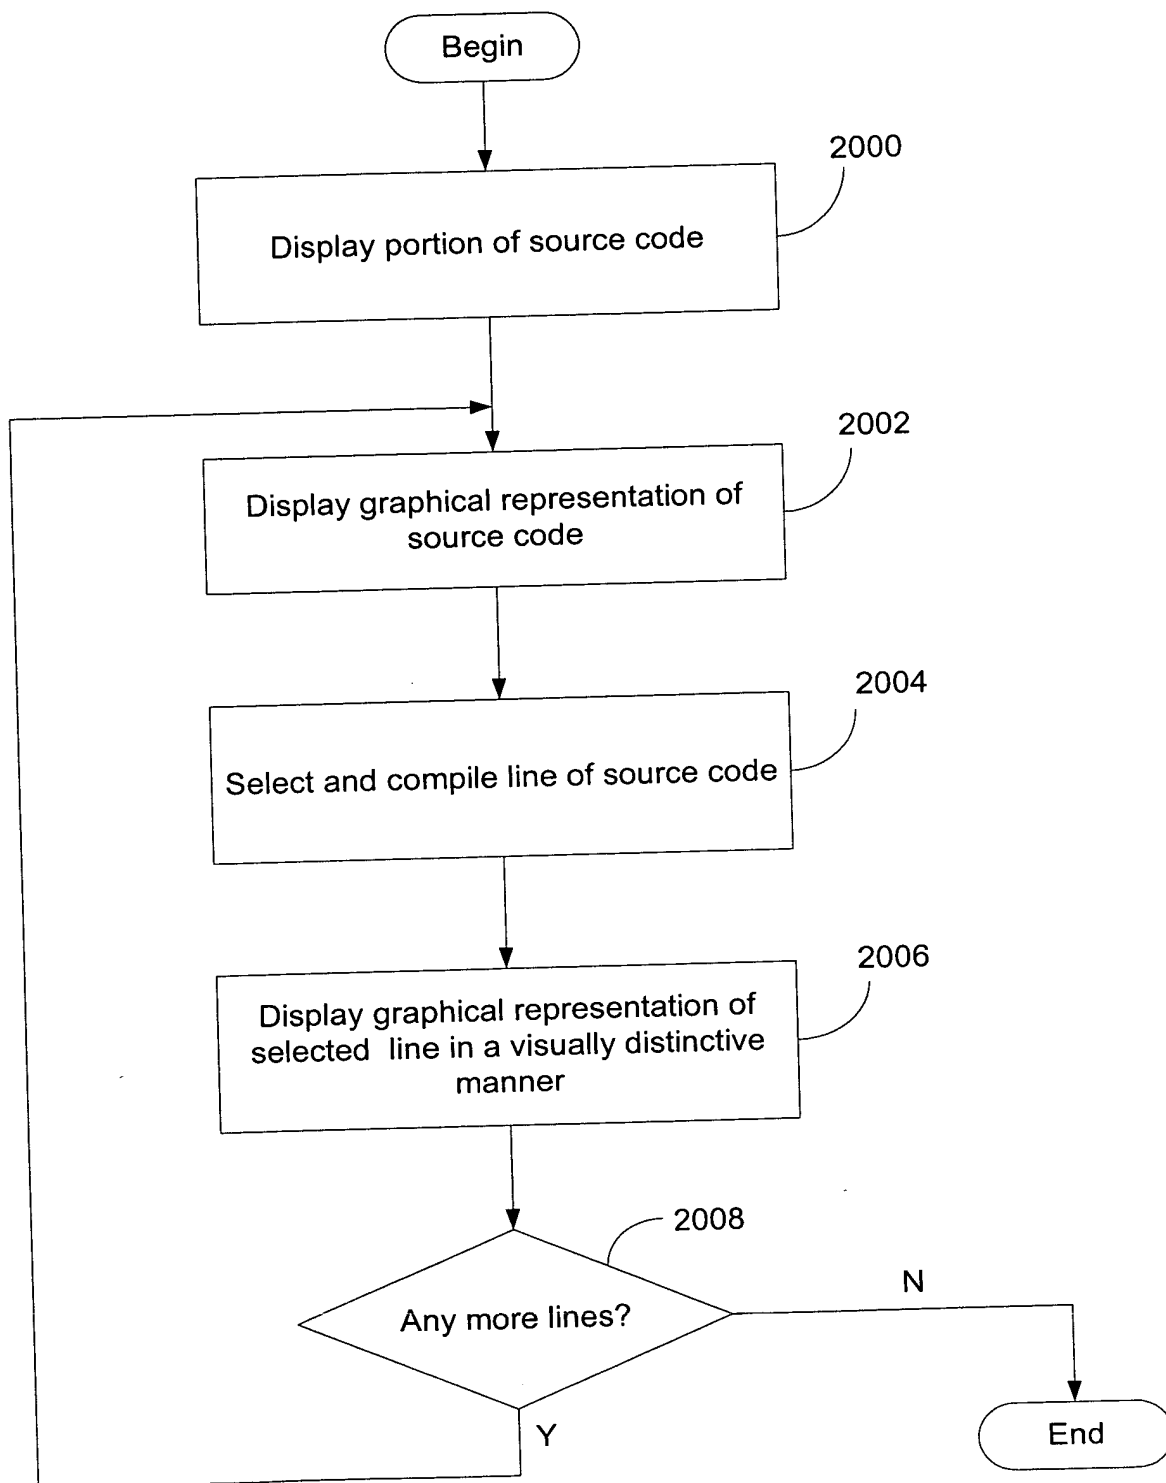 Begin
2000
Display portion of source code
2002
Display graphical representation of
source code
2004
Select and compile line of source code
2006
Display graphical representation of
selected line in a visually distinctive
manner
2008
Any more lines?
N
Y
End